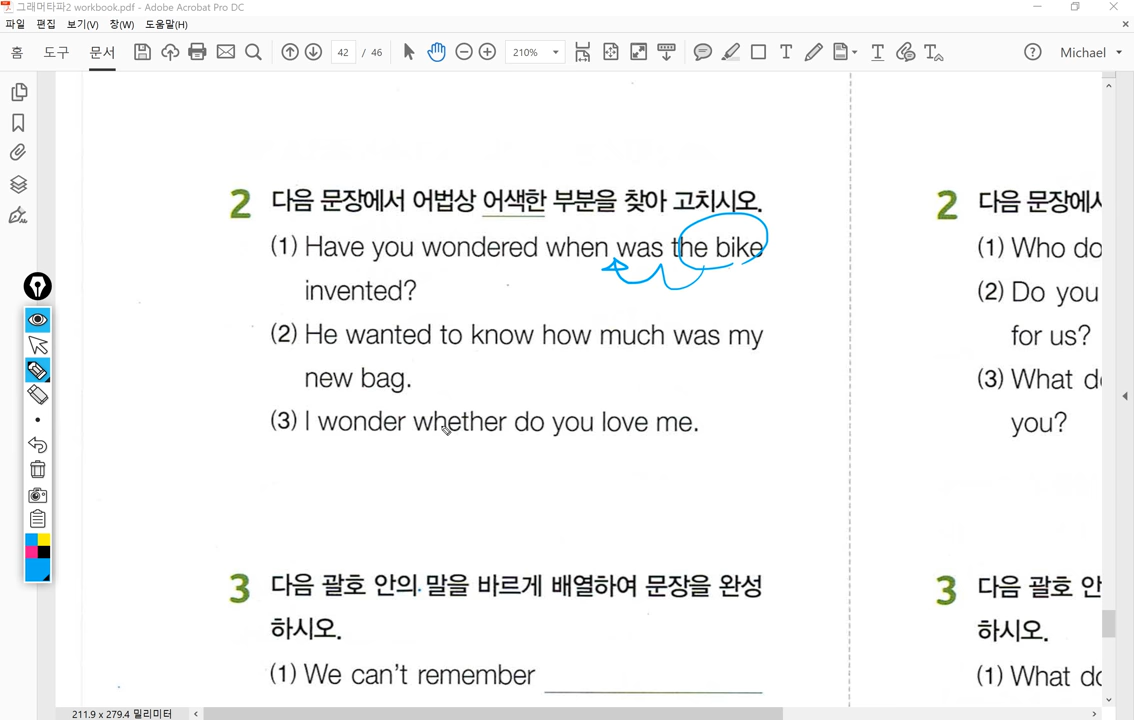 그래머타파2 workbook.pdf - Adobe Acrobat Pro DC
파일 편집 보기(V) 창(W) 도움말(H)
홈 도구 문서 42 / 46 210% Michael
2 다음 문장에서 어법상 어색한 부분을 찾아 고치시오.
(1) Have you wondered when was the bike
invented?
(2) He wanted to know how much was my
new bag.
(3) I wonder whether do you love me.
3 다음 괄호 안의 말을 바르게 배열하여 문장을 완성
하시오.
(1) We can't remember
2 다음 문장에서
(1) Who do
(2) Do you
for us?
(3) What do
you?
3 다음 괄호 안
하시오.
(1) What do
211.9 x 279.4 밀리미터